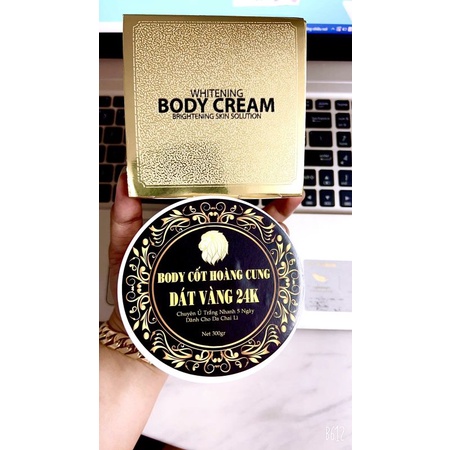 WHITENING
BODY CREAM
BRIGHTENING SKIN SOLUTION
BODY CỐT HOÀNG CUNG
DÁT VÀNG 24K
Chuyên Ủ Trắng Nhanh 5 Ngày
Dành Cho Da Chai Lì
Net 300gr
B612